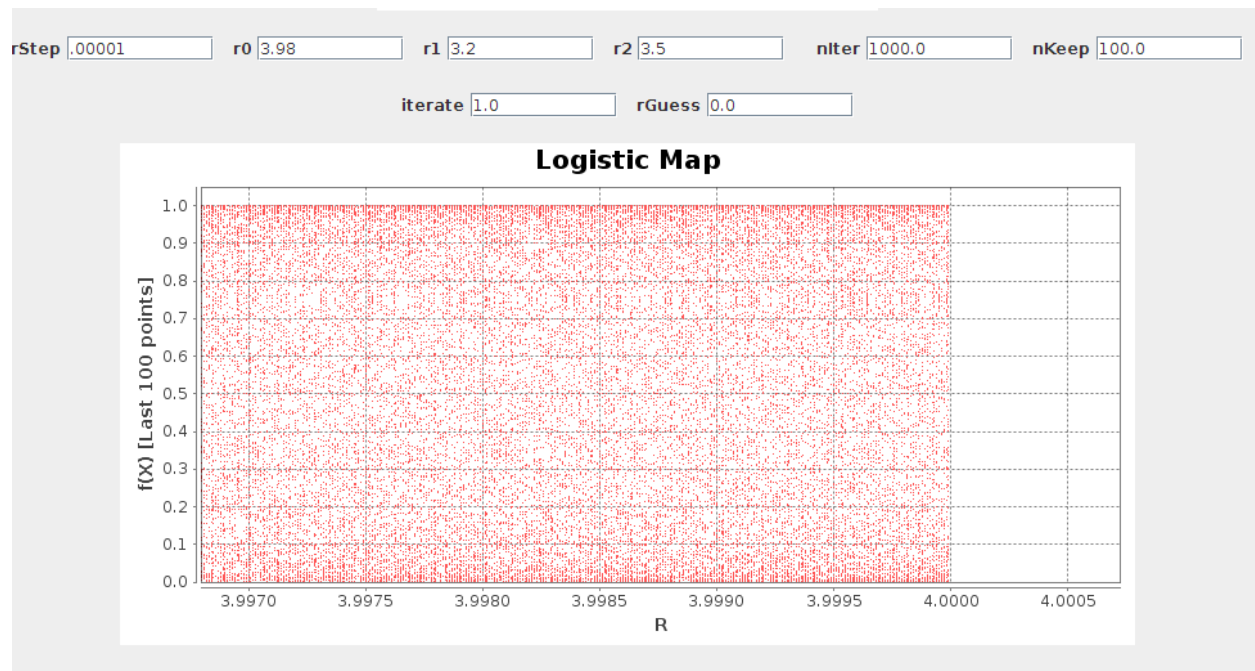 rStep .00001 r0 3.98 r1 3.2 r2 3.5 nIter 1000.0 nKeep 100.0
iterate 1.0 rGuess 0.0
Logistic Map
f(X) [Last 100 points]
1.0
0.9
0.8
0.7
0.6
0.5
0.4
0.3
0.2
0.1
0.0
3.9970 3.9975 3.9980 3.9985 3.9990 3.9995 4.0000 4.0005
R